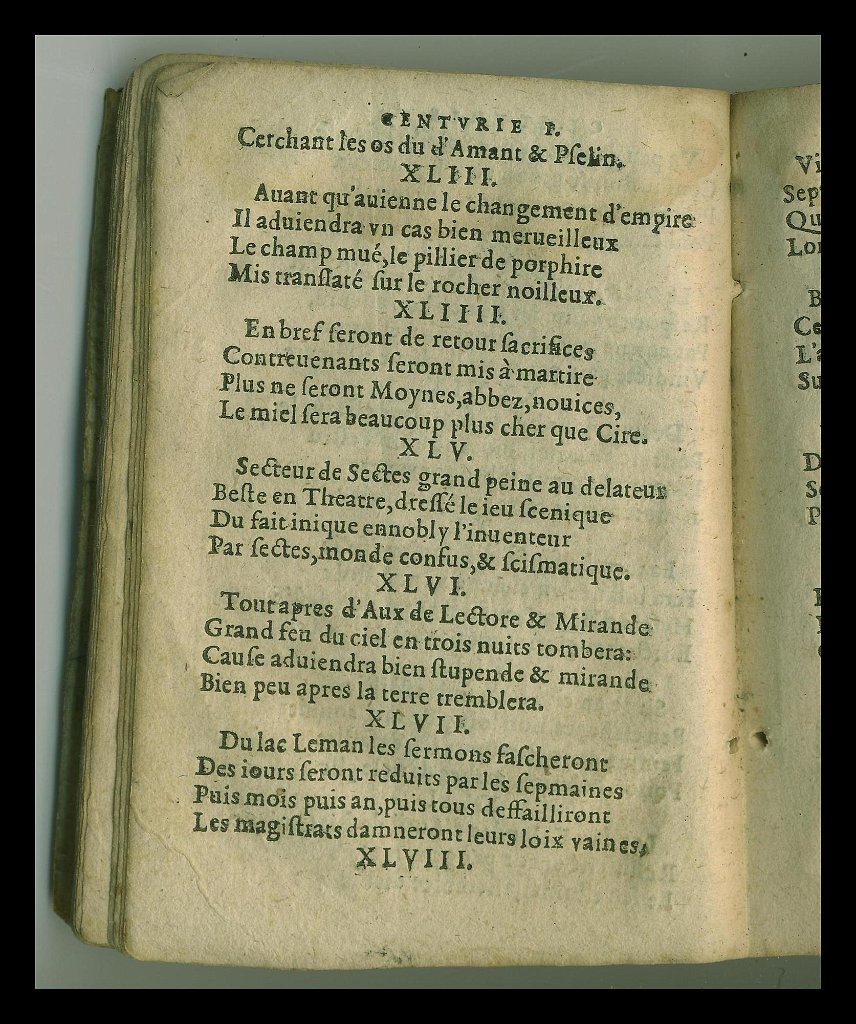 CENTVRIE I.
Cerchant les os du d'Amant & Pſelin.
XLIII.
Auant qu'auienne le changement d'empire
Il aduiendra vn cas bien merueilleux
Le champ mué,le pillier de porphire
Mis tranſlaté ſur le rocher noilleux.
XLIIII.
En bref ſeront de retour ſacrifices
Contreuenants ſeront mis à martire
Plus ne ſeront Moynes,abbez,nouices,
Le miel ſera beaucoup plus cher que Cire.
XLV.
Secteur de Sectes grand peine au delateur
Beſte en Theatre,dreſſé le ieu ſcenique
Du fait inique ennobly l'inuenteur
Par ſectes,monde confus,& ſciſmatique.
XLVI.
Tout apres d'Aux de Lectore & Mirande
Grand feu du ciel en trois nuits tombera:
Cauſe aduiendra bien ſtupende & mirande
Bien peu apres la terre tremblera.
XLVII.
Du lac Leman les ſermons faſcheront
Des iours ſeront reduits par les ſepmaines
Puis mois puis an,puis tous deffailliront
Les magiſtrats damneront leurs loix vaines,
XLVIII.
Vi
Sep
Qu
Lo
B
Ce
L'a
Su
D
Se
P